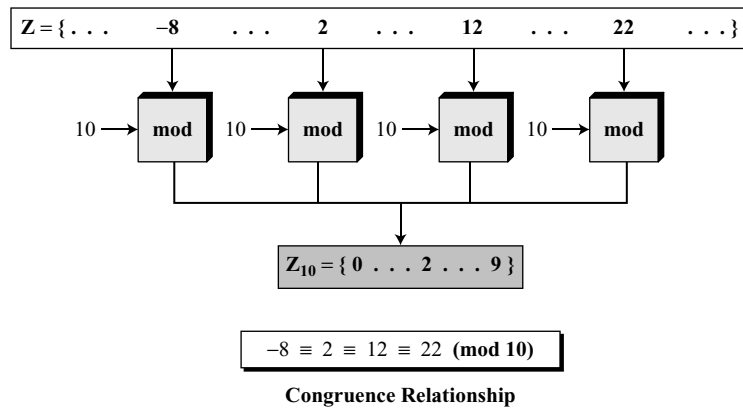 Z = { . . . −8 . . . 2 . . . 12 . . . 22 . . . }
10 mod 10 mod 10 mod 10 mod
Z₁₀ = { 0 . . . 2 . . . 9 }
−8 ≡ 2 ≡ 12 ≡ 22 (mod 10)
Congruence Relationship